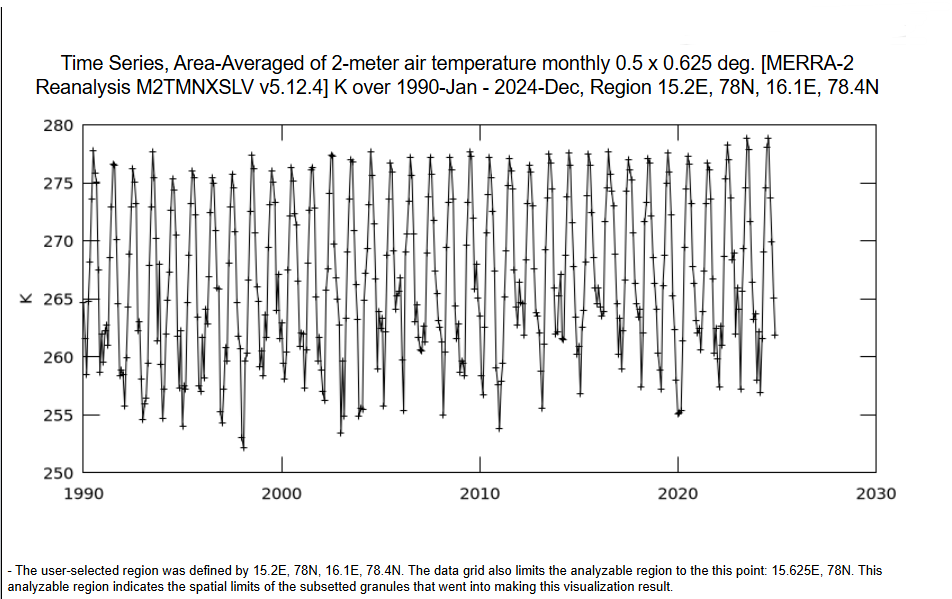 Time Series, Area-Averaged of 2-meter air temperature monthly 0.5 x 0.625 deg. [MERRA-2
Reanalysis M2TMNXSLV v5.12.4] K over 1990-Jan - 2024-Dec, Region 15.2E, 78N, 16.1E, 78.4N
280
275
270
265
260
255
250
K
1990
2000
2010
2020
2030
- The user-selected region was defined by 15.2E, 78N, 16.1E, 78.4N. The data grid also limits the analyzable region to the this point: 15.625E, 78N. This
analyzable region indicates the spatial limits of the subsetted granules that went into making this visualization result.